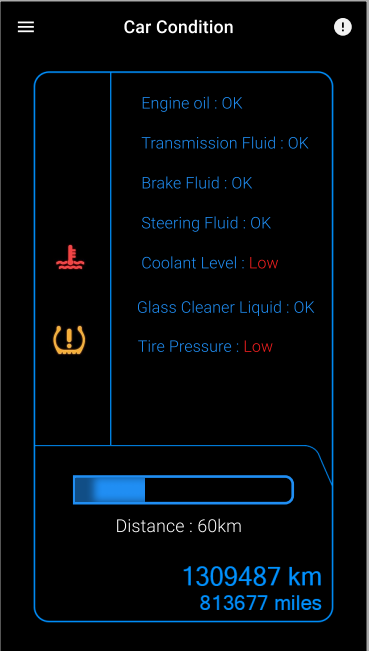 Car Condition
Engine oil : OK
Transmission Fluid : OK
Brake Fluid : OK
Steering Fluid : OK
Coolant Level : Low
Glass Cleaner Liquid : OK
Tire Pressure : Low
Distance : 60km
1309487 km
813677 miles